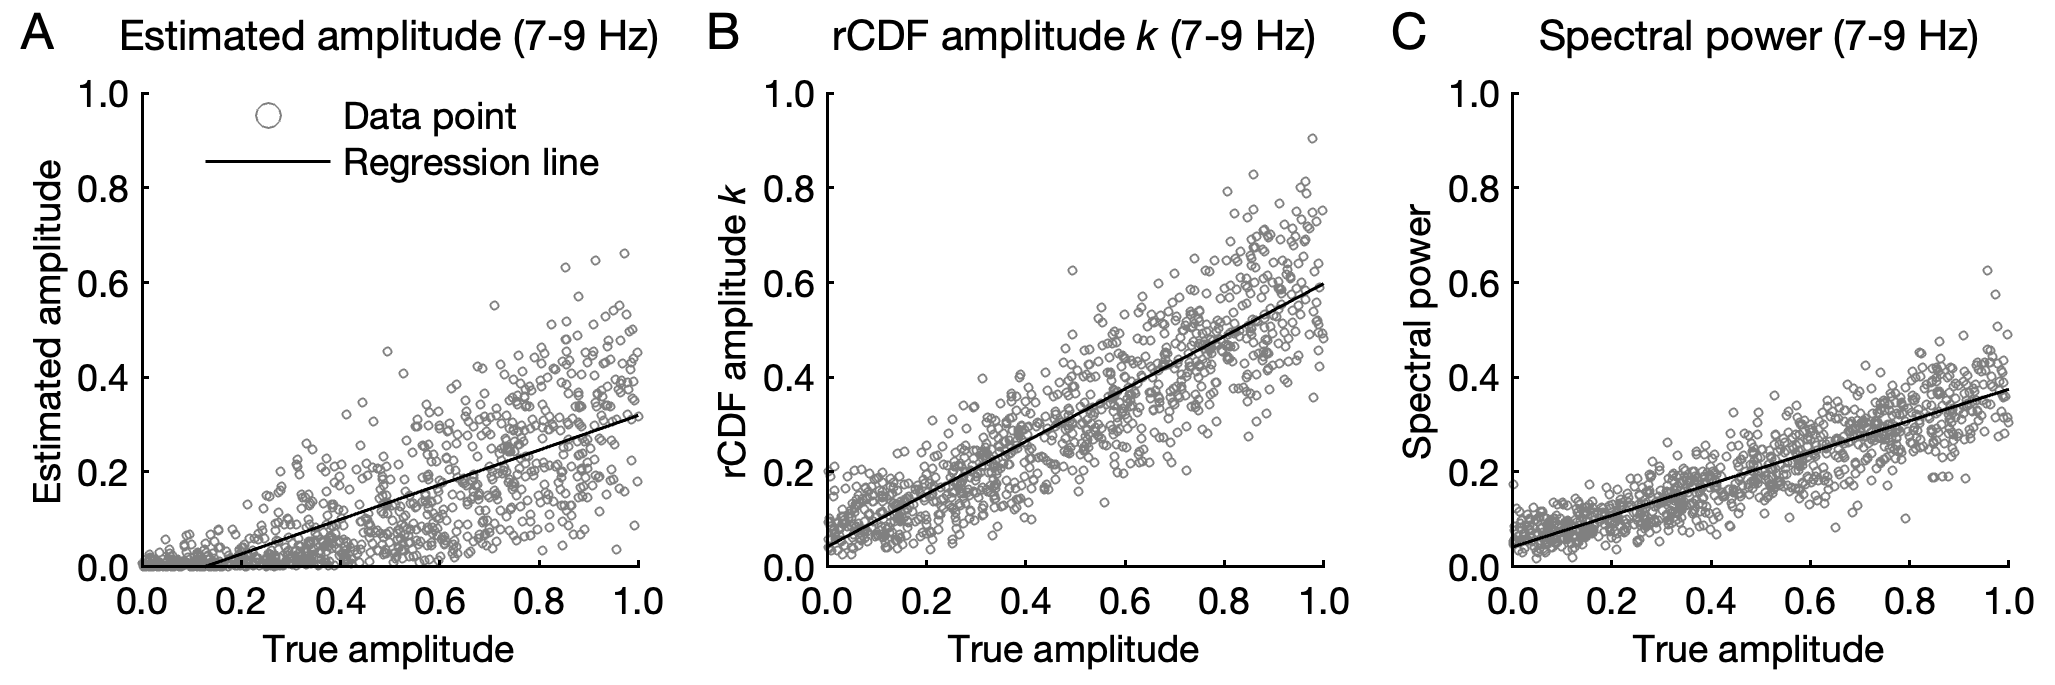 A Estimated amplitude (7-9 Hz)
1.0
0.8
0.6
0.4
0.2
0.0
Estimated amplitude
Data point
Regression line
0.0 0.2 0.4 0.6 0.8 1.0
True amplitude
B rCDF amplitude k (7-9 Hz)
1.0
0.8
0.6
0.4
0.2
0.0
rCDF amplitude k
0.0 0.2 0.4 0.6 0.8 1.0
True amplitude
C Spectral power (7-9 Hz)
1.0
0.8
0.6
0.4
0.2
0.0
Spectral power
0.0 0.2 0.4 0.6 0.8 1.0
True amplitude